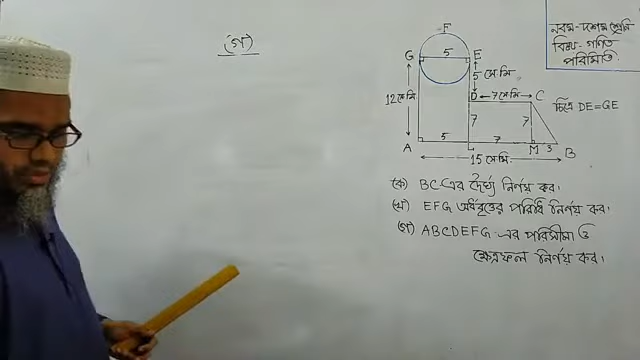 (গ)
নবম-দশম শ্রেণি
বিষয়-গণিত
পরিমিতি
F
G 5 E
5 সে.মি
12 সে.মি
D 7 সে.মি C
চিত্রে DE=GE
7 7
A 5 L 7 M 3 B
15 সে.মি.
(ক) BC এর দৈর্ঘ্য নির্ণয় কর।
(খ) EFG অর্ধবৃত্তের পরিধি নির্ণয় কর।
(গ) ABCDEFG এর পরিসীমা ও
ক্ষেত্রফল নির্ণয় কর।